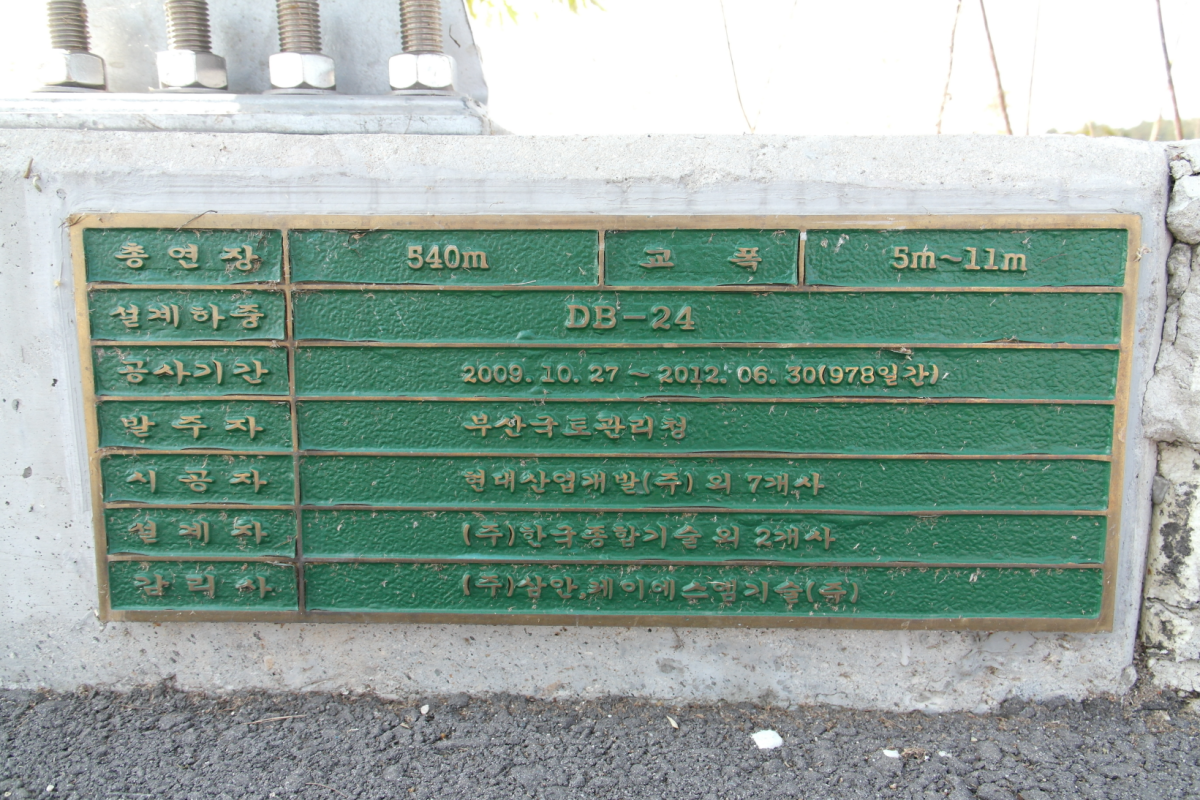 총 연 장 540m 교 폭 5m~11m
설계하중 DB-24
공사기간 2009. 10. 27 ~ 2012. 06. 30(978일간)
발 주 자 부산국토관리청
시 공 자 현대산업개발(주) 외 7개사
설 계 자 (주)한국종합기술 외 2개사
감 리 사 (주)삼안,케이에스엠기술(주)